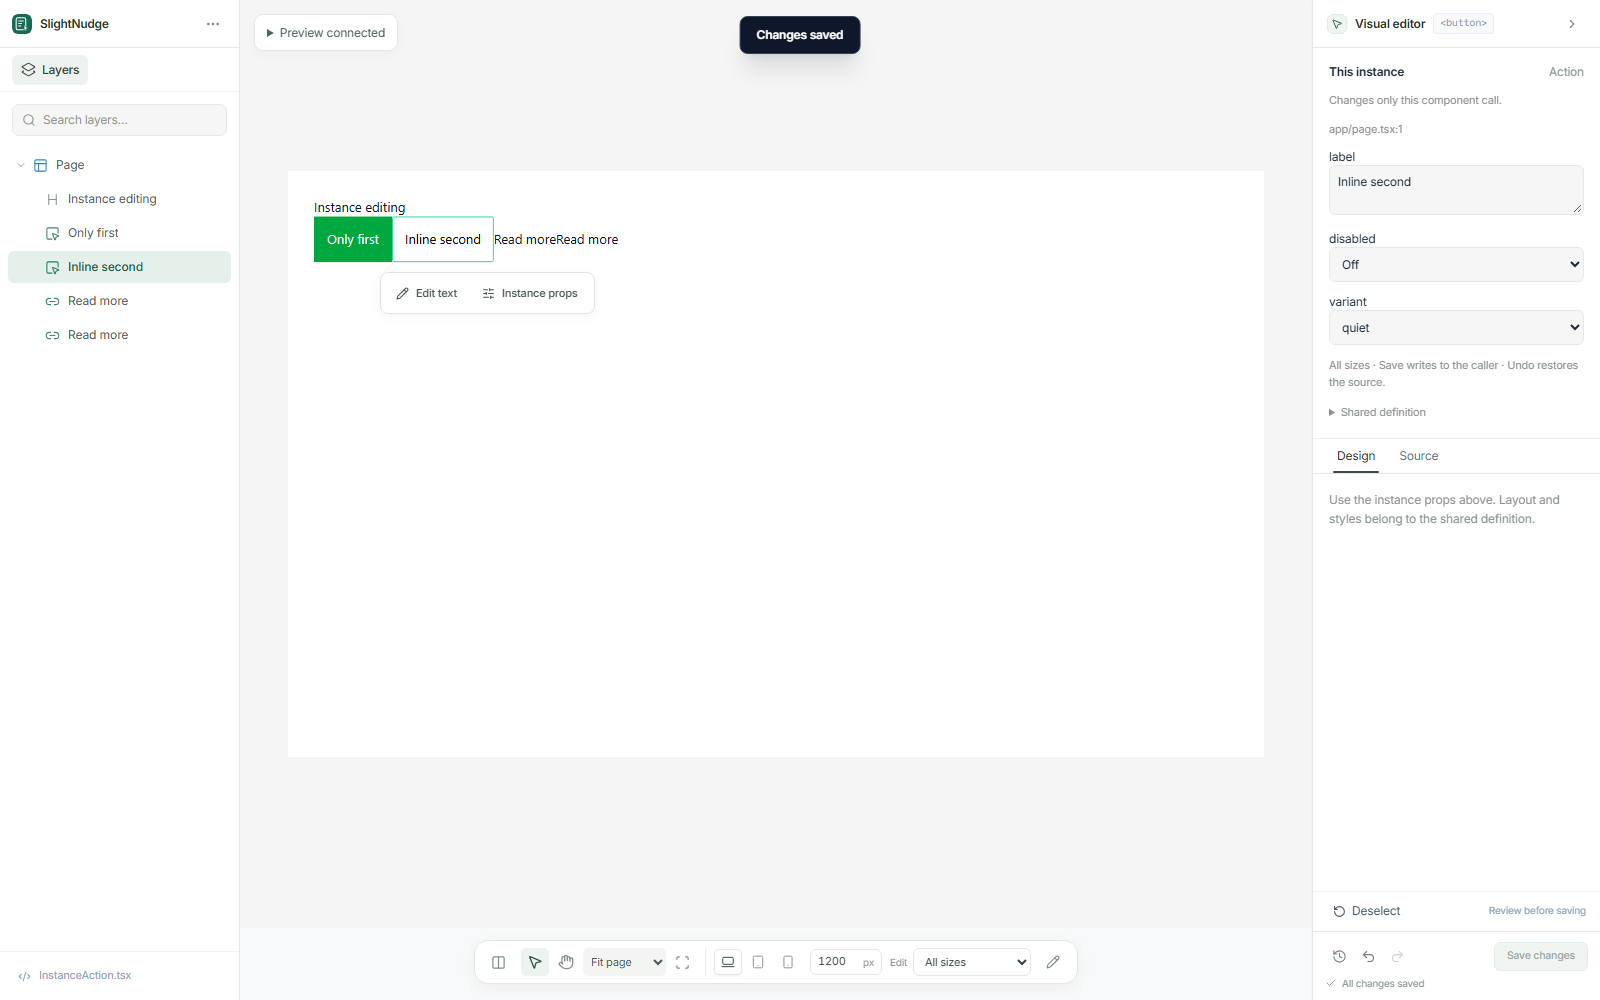 SlightNudge
Layers
Search layers...
Page
Instance editing
Only first
Inline second
Read more
Read more
InstanceAction.tsx
Preview connected
Changes saved
Instance editing
Only first
Inline second
Read moreRead more
Edit text
Instance props
Fit page
1200 px
Edit
All sizes
Visual editor
<button>
This instance
Action
Changes only this component call.
app/page.tsx:1
label
Inline second
disabled
Off
variant
quiet
All sizes · Save writes to the caller · Undo restores
the source.
Shared definition
Design
Source
Use the instance props above. Layout and
styles belong to the shared definition.
Deselect
Review before saving
Save changes
All changes saved